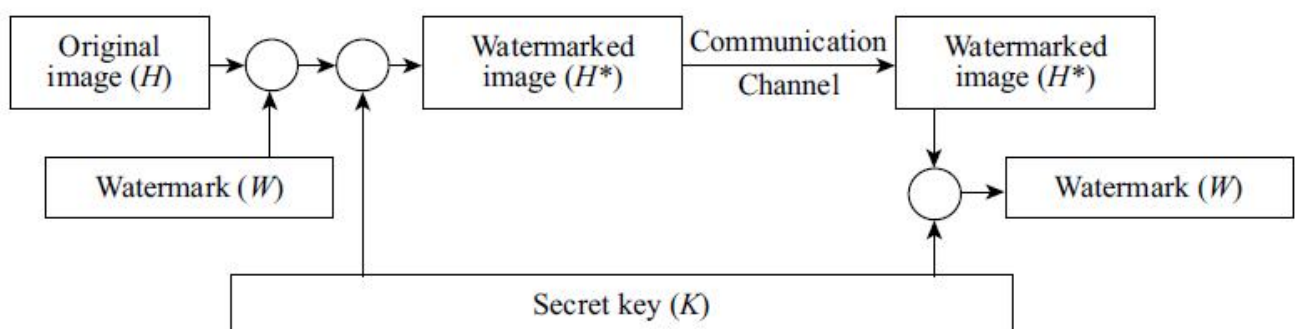 Original
image (H)
Watermarked
image (H*)
Communication
Channel
Watermarked
image (H*)
Watermark (W)
Watermark (W)
Secret key (K)